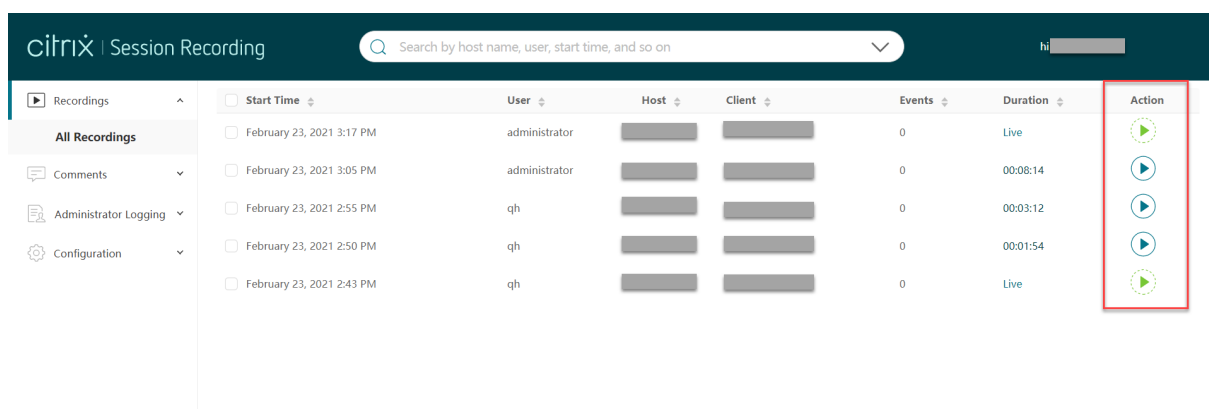 citrix | Session Recording
Search by host name, user, start time, and so on
hi
Recordings
All Recordings
Comments
Administrator Logging
Configuration
Start Time User Host Client Events Duration Action
February 23, 2021 3:17 PM administrator 0 Live
February 23, 2021 3:05 PM administrator 0 00:08:14
February 23, 2021 2:55 PM qh 0 00:03:12
February 23, 2021 2:50 PM qh 0 00:01:54
February 23, 2021 2:43 PM qh 0 Live